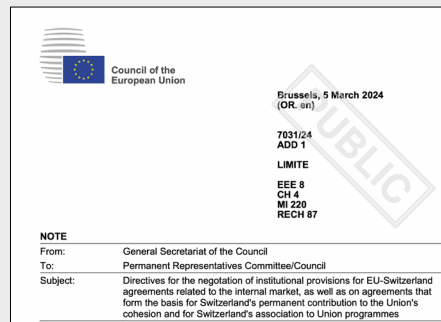 Council of the
European Union
Brussels, 5 March 2024
(OR. en)
7031/24
ADD 1
LIMITE
EEE 8
CH 4
MI 220
RECH 87
PUBLIC
NOTE
From: General Secretariat of the Council
To: Permanent Representatives Committee/Council
Subject: Directives for the negotation of institutional provisions for EU-Switzerland
agreements related to the internal market, as well as on agreements that
form the basis for Switzerland's permanent contribution to the Union's
cohesion and for Switzerland's association to Union programmes